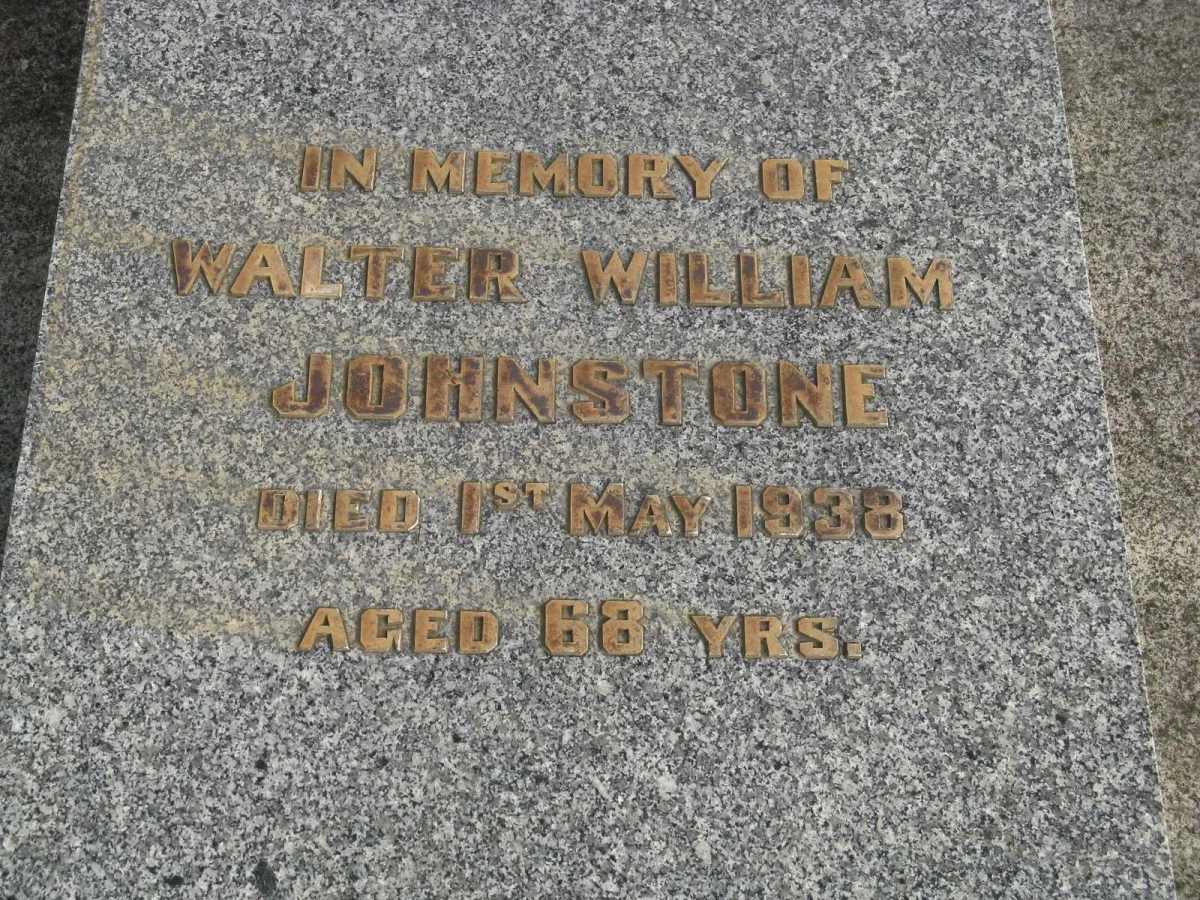 IN MEMORY OF
WALTER WILLIAM
JOHNSTONE
DIED 1ST MAY 1938
AGED 68 YRS.